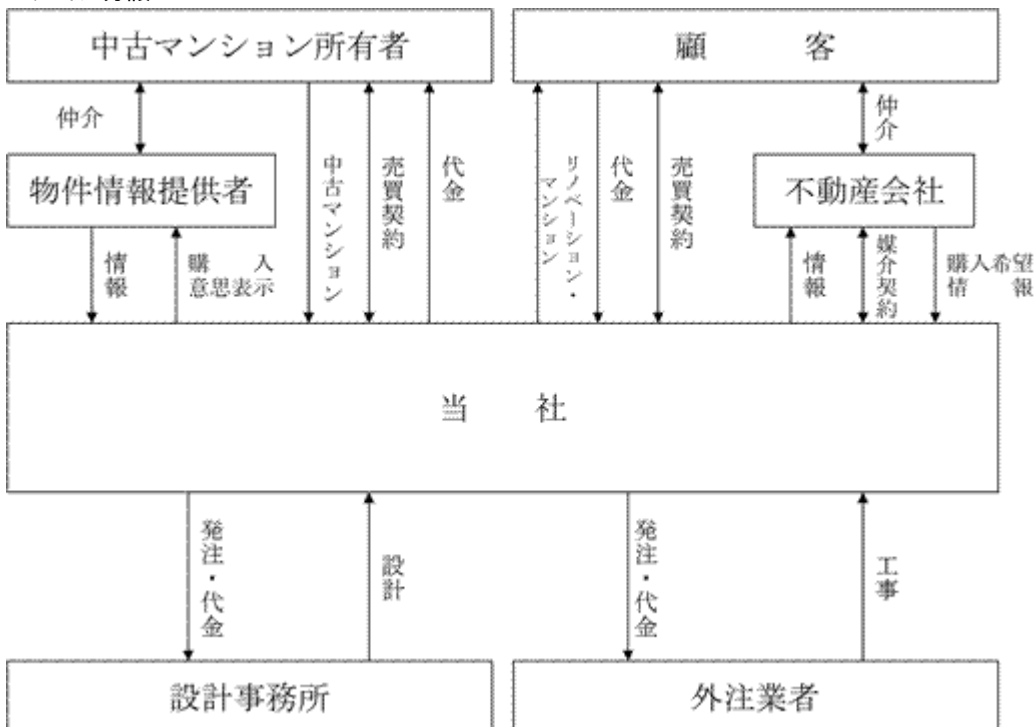 中古マンション所有者
顧 客
仲介
仲介
物件情報提供者
不動産会社
中古マンション
売買契約
代金
リノベーション・
マンション
代金
売買契約
情報
購 入
意思表示
情報
媒介契約
購入希望
情 報
当 社
発注・代金
設計
発注・代金
工事
設計事務所
外注業者